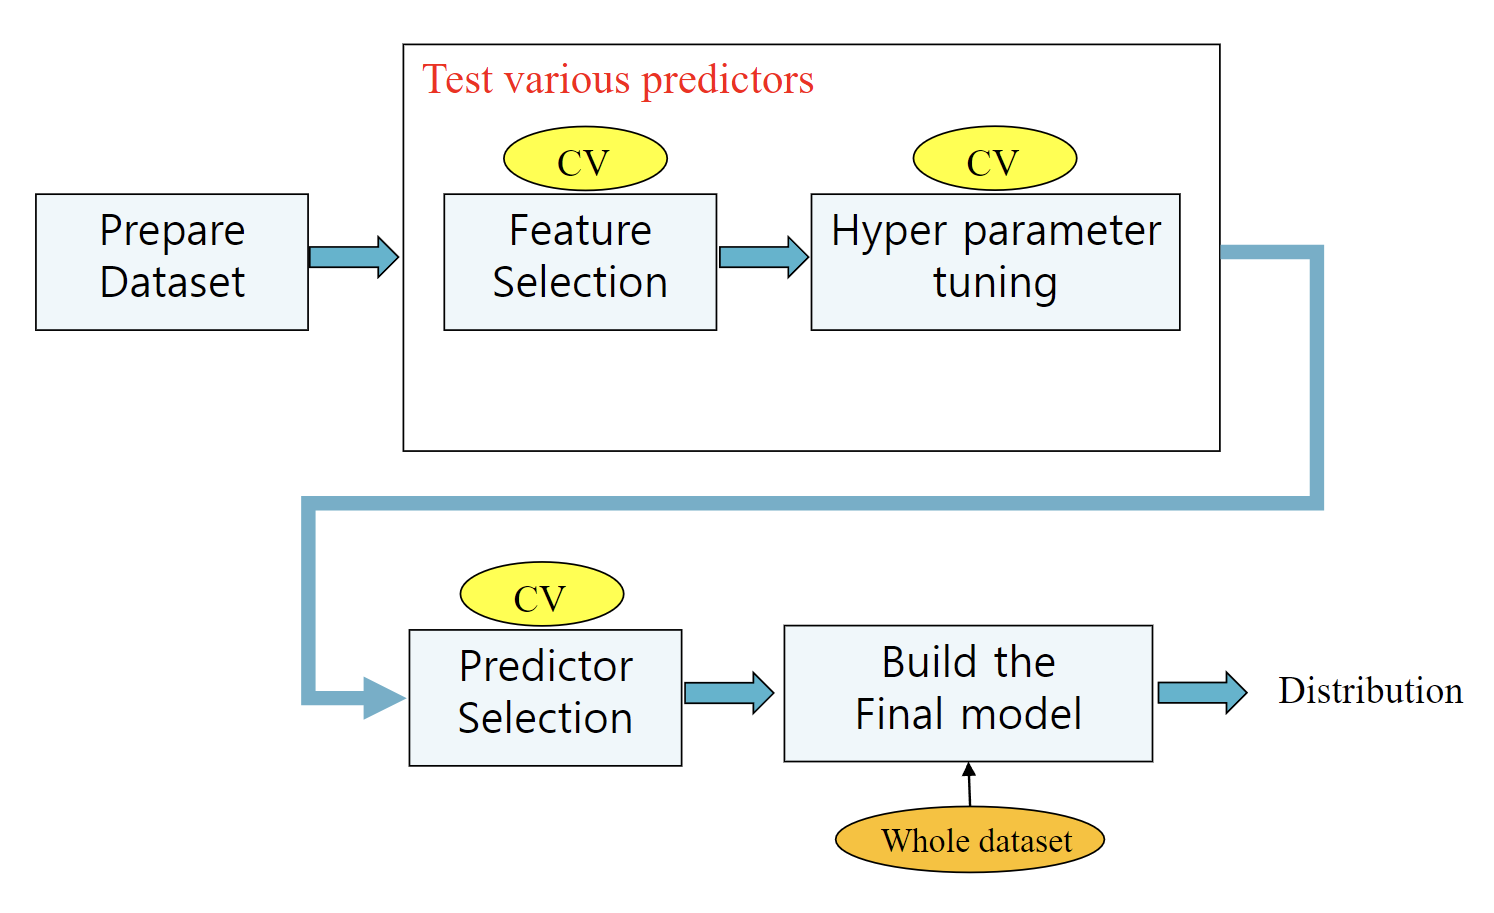 Test various predictors
CV
CV
Prepare
Dataset
Feature
Selection
Hyper parameter
tuning
CV
Predictor
Selection
Build the
Final model
Distribution
Whole dataset